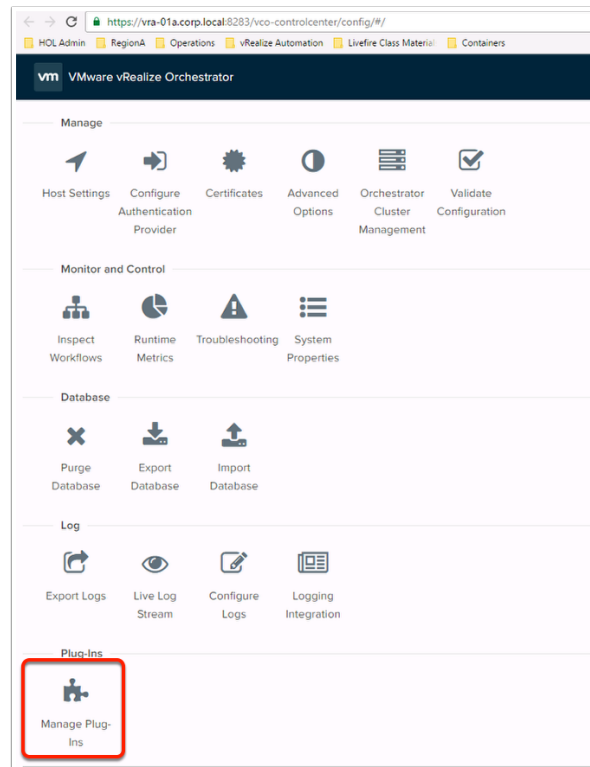 https://vra-01a.corp.local:8283/vco-controlcenter/config/#/
HOL Admin RegionA Operations vRealize Automation Livefire Class Material Containers
vm VMware vRealize Orchestrator
Manage
Host Settings Configure Authentication Provider Certificates Advanced Options Orchestrator Cluster Management Validate Configuration
Monitor and Control
Inspect Workflows Runtime Metrics Troubleshooting System Properties
Database
Purge Database Export Database Import Database
Log
Export Logs Live Log Stream Configure Logs Logging Integration
Plug-Ins
Manage Plug-
Ins